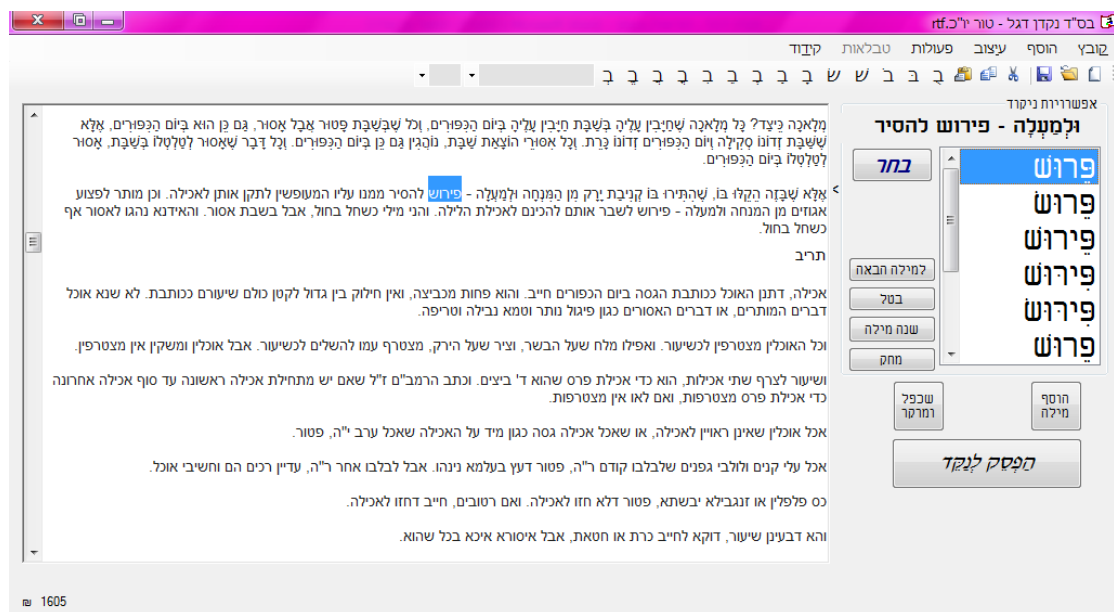 בס"ד נקדן דגל - טור יו"כ.rtf
קובץ הוסף עיצוב פעולות טבלאות קידוד
אפשרויות ניקוד
וּלְמַעְלָה - פירוש להסיר
פֵּרוּשׁ
פֵּרוּשׂ
פֵּירוּשׁ
פֵּירּוּשׁ
פִּירוּשׁ
פֵרוּשׁ
בחר
למילה הבאה
בטל
שנה מילה
מחק
הוסף מילה
שכפל ומרקר
הַפְסֵק לְנַקֵּד
מְלָאכָה כֵּיצַד? כָּל מְלָאכָה שֶׁחַיָּבִין עָלֶיהָ בְּשַׁבָּת חַיָּבִין עָלֶיהָ בְּיוֹם הַכִּפּוּרִים, וְכֹל שֶׁבְּשַׁבָּת פָּטוּר אֲבָל אָסוּר, גַּם כֵּן הוּא בְּיוֹם הַכִּפּוּרִים, אֶלָּא
שֶׁשַּׁבָּת זְדוֹנוֹ סְקִילָה וְיוֹם הַכִּפּוּרִים זְדוֹנוֹ כָּרֵת. וְכָל אִסּוּרֵי הוֹצָאַת שַׁבָּת, נוֹהֲגִין גַּם כֵּן בְּיוֹם הַכִּפּוּרִים. וְכָל דָּבָר שֶׁאָסוּר לְטַלְטְלוֹ בְּשַׁבָּת, אָסוּר
לְטַלְטְלוֹ בְּיוֹם הַכִּפּוּרִים.
אֶלָּא שֶׁבָּזֶה הֵקֵלּוּ בּוֹ, שֶׁהִתִּירוּ בּוֹ קְנִיבַת יָרָק מִן הַמִּנְחָה וּלְמַעְלָה - פירוש להסיר ממנו עליו המעופשין לתקן אותן לאכילה. וכן מותר לפצוע
אגוזים מן המנחה ולמעלה - פירוש לשבר אותם להכינם לאכילת הלילה. והני מילי כשחל בחול, אבל בשבת אסור. והאידנא נהגו לאסור אף
כשחל בחול.
תריב
אכילה, דתנן האוכל ככותבת הגסה ביום הכפורים חייב. והוא פחות מכביצה, ואין חילוק בין גדול לקטן כולם שיעורם ככותבת. לא שנא אוכל
דברים המותרים, או דברים האסורים כגון פיגול נותר וטמא נבילה וטריפה.
וכל האוכלין מצטרפין לכשיעור. ואפילו מלח שעל הבשר, וציר שעל הירק, מצטרף עמו להשלים לכשיעור. אבל אוכלין ומשקין אין מצטרפין.
ושיעור לצרף שתי אכילות, הוא כדי אכילת פרס שהוא ד' ביצים. וכתב הרמב"ם ז"ל שאם יש מתחילת אכילה ראשונה עד סוף אכילה אחרונה
כדי אכילת פרס מצטרפות, ואם לאו אין מצטרפות.
אכל אוכלין שאינן ראויין לאכילה, או שאכל אכילה גסה כגון מיד על האכילה שאכל ערב י"ה, פטור.
אכל עלי קנים ולולבי גפנים שלבלבו קודם ר"ה, פטור דעץ בעלמא נינהו. אבל לבלבו אחר ר"ה, עדיין רכים הם וחשיבי אוכל.
כס פלפלין או זנגבילא יבשתא, פטור דלא חזו לאכילה. ואם רטובים, חייב דחזו לאכילה.
והא דבעינן שיעור, דוקא לחייב כרת או חטאת, אבל איסורא איכא בכל שהוא.
1605 ₪